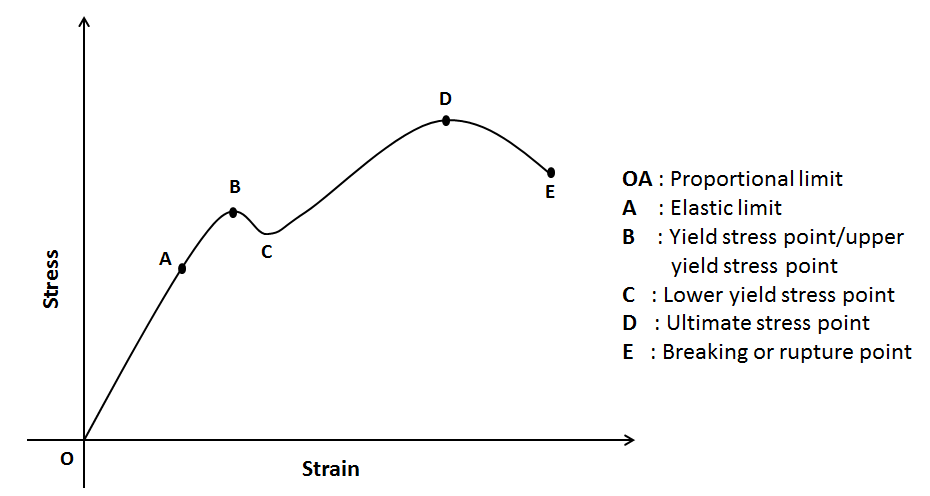 D
B
C
A
E
O
Stress
Strain
OA : Proportional limit
A : Elastic limit
B : Yield stress point/upper
yield stress point
C : Lower yield stress point
D : Ultimate stress point
E : Breaking or rupture point